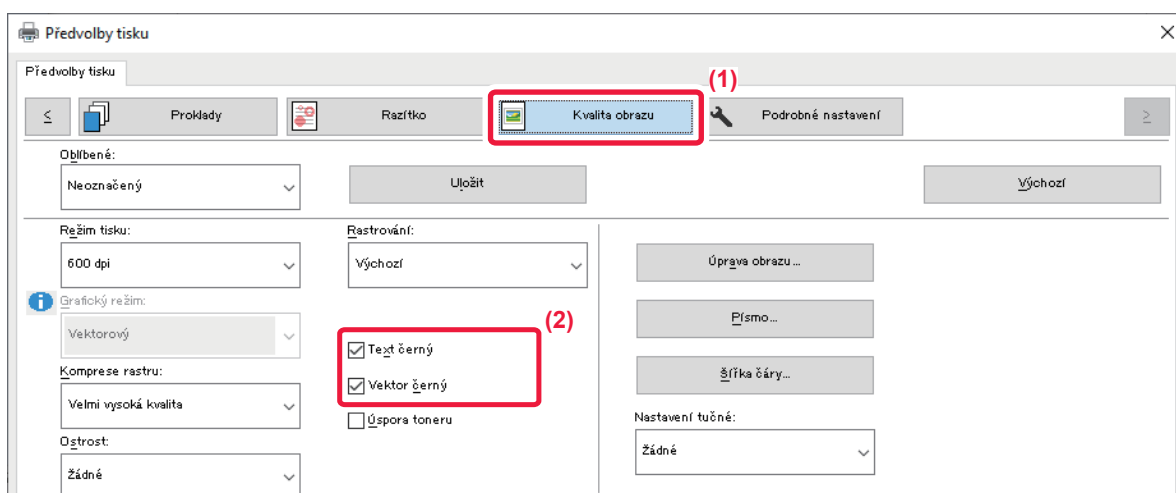 Předvolby tisku
Předvolby tisku
(1)
< Proklady Razítko Kvalita obrazu Podrobné nastavení >
Oblíbené:
Neoznačený Uložit Výchozí
Režim tisku: Rastrování:
600 dpi Výchozí Úprava obrazu...
Grafický režim:
(2)
Vektorový Písmo...
Text černý
Komprese rastru: Šířka čáry...
Vektor černý
Velmi vysoká kvalita
Úspora toneru Nastavení tučné:
Ostrost:
Žádné
Žádné